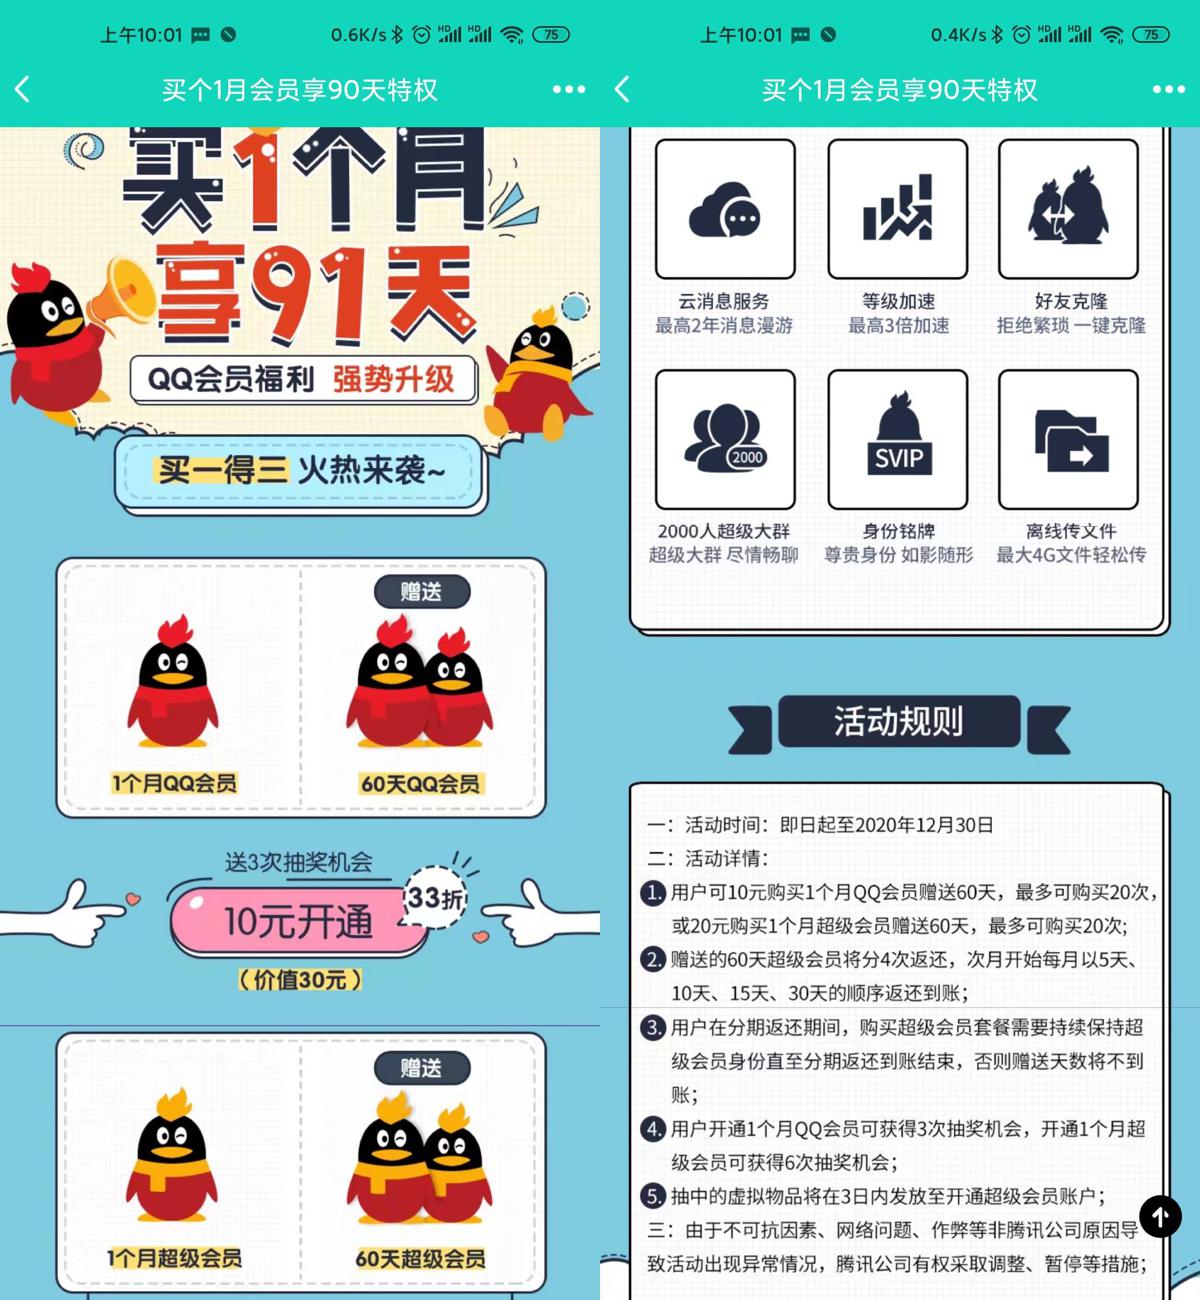 上午10:01
0.6K/s
HD
HD
75
买个1月会员享90天特权
买1个月
享91天
QQ会员福利 强势升级
买一得三 火热来袭~
赠送
1个月QQ会员
60天QQ会员
送3次抽奖机会
33折
10元开通
（价值30元）
赠送
1个月超级会员
60天超级会员
上午10:01
0.4K/s
HD
HD
75
买个1月会员享90天特权
云消息服务
最高2年消息漫游
等级加速
最高3倍加速
好友克隆
拒绝繁琐 一键克隆
2000
SVIP
2000人超级大群
超级大群 尽情畅聊
身份铭牌
尊贵身份 如影随形
离线传文件
最大4G文件轻松传
活动规则
一：活动时间：即日起至2020年12月30日
二：活动详情：
1. 用户可10元购买1个月QQ会员赠送60天，最多可购买20次，
或20元购买1个月超级会员赠送60天，最多可购买20次;
2. 赠送的60天超级会员将分4次返还，次月开始每月以5天、
10天、15天、30天的顺序返还到账；
3. 用户在分期返还期间，购买超级会员套餐需要持续保持超
级会员身份直至分期返还到账结束，否则赠送天数将不到
账；
4. 用户开通1个月QQ会员可获得3次抽奖机会，开通1个月超
级会员可获得6次抽奖机会；
5. 抽中的虚拟物品将在3日内发放至开通超级会员账户；
三：由于不可抗因素、网络问题、作弊等非腾讯公司原因导
致活动出现异常情况，腾讯公司有权采取调整、暂停等措施；